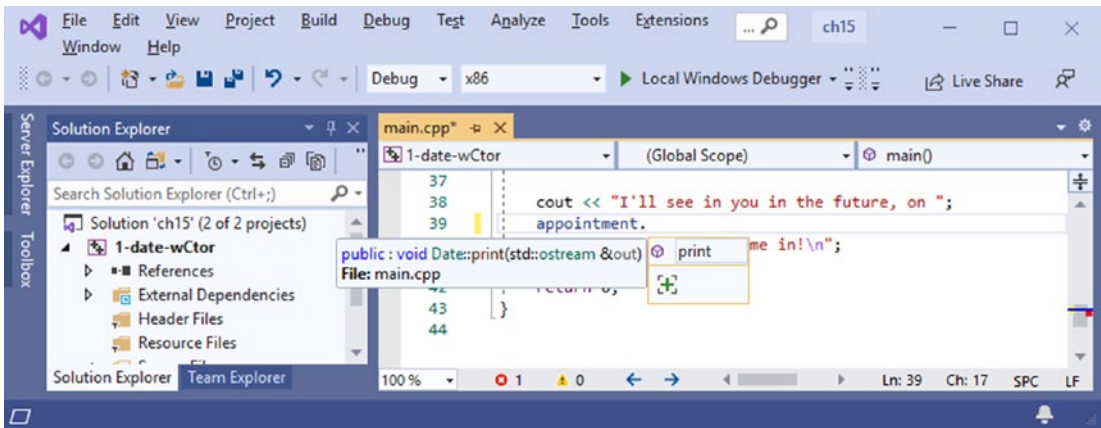 File Edit View Project Build Debug Test Analyze Tools Extensions ... ch15
Window Help
Debug x86 Local Windows Debugger Live Share
Server Explorer
Toolbox
Solution Explorer
Search Solution Explorer (Ctrl+;)
Solution 'ch15' (2 of 2 projects)
1-date-wCtor
References
External Dependencies
Header Files
Resource Files
Solution Explorer Team Explorer
main.cpp*
1-date-wCtor (Global Scope) main()
37
38 cout << "I'll see in you in the future, on ";
39 appointment.
me in!\n";
public : void Date::print(std::ostream &out) print
File: main.cpp
42 return 0;
43 }
44
100 % 1 0 Ln: 39 Ch: 17 SPC LF